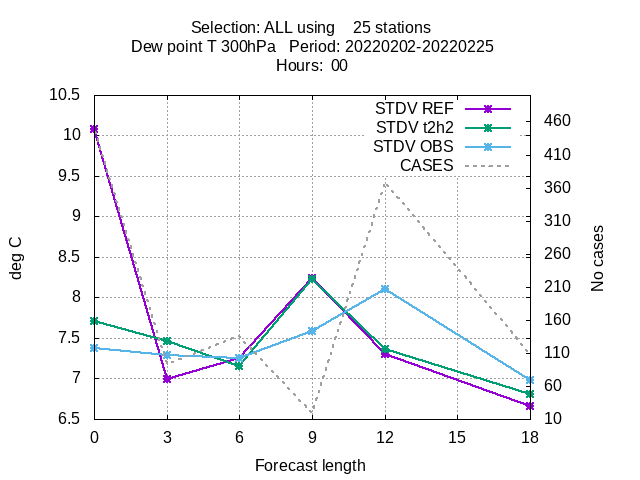 Selection: ALL using    25 stations
Dew point T 300hPa   Period: 20220202-20220225
Hours:  00
STDV REF
STDV t2h2
STDV OBS
CASES
deg C
10.5
10
9.5
9
8.5
8
7.5
7
6.5
460
410
360
310
260
210
160
110
60
10
No cases
0 3 6 9 12 15 18
Forecast length